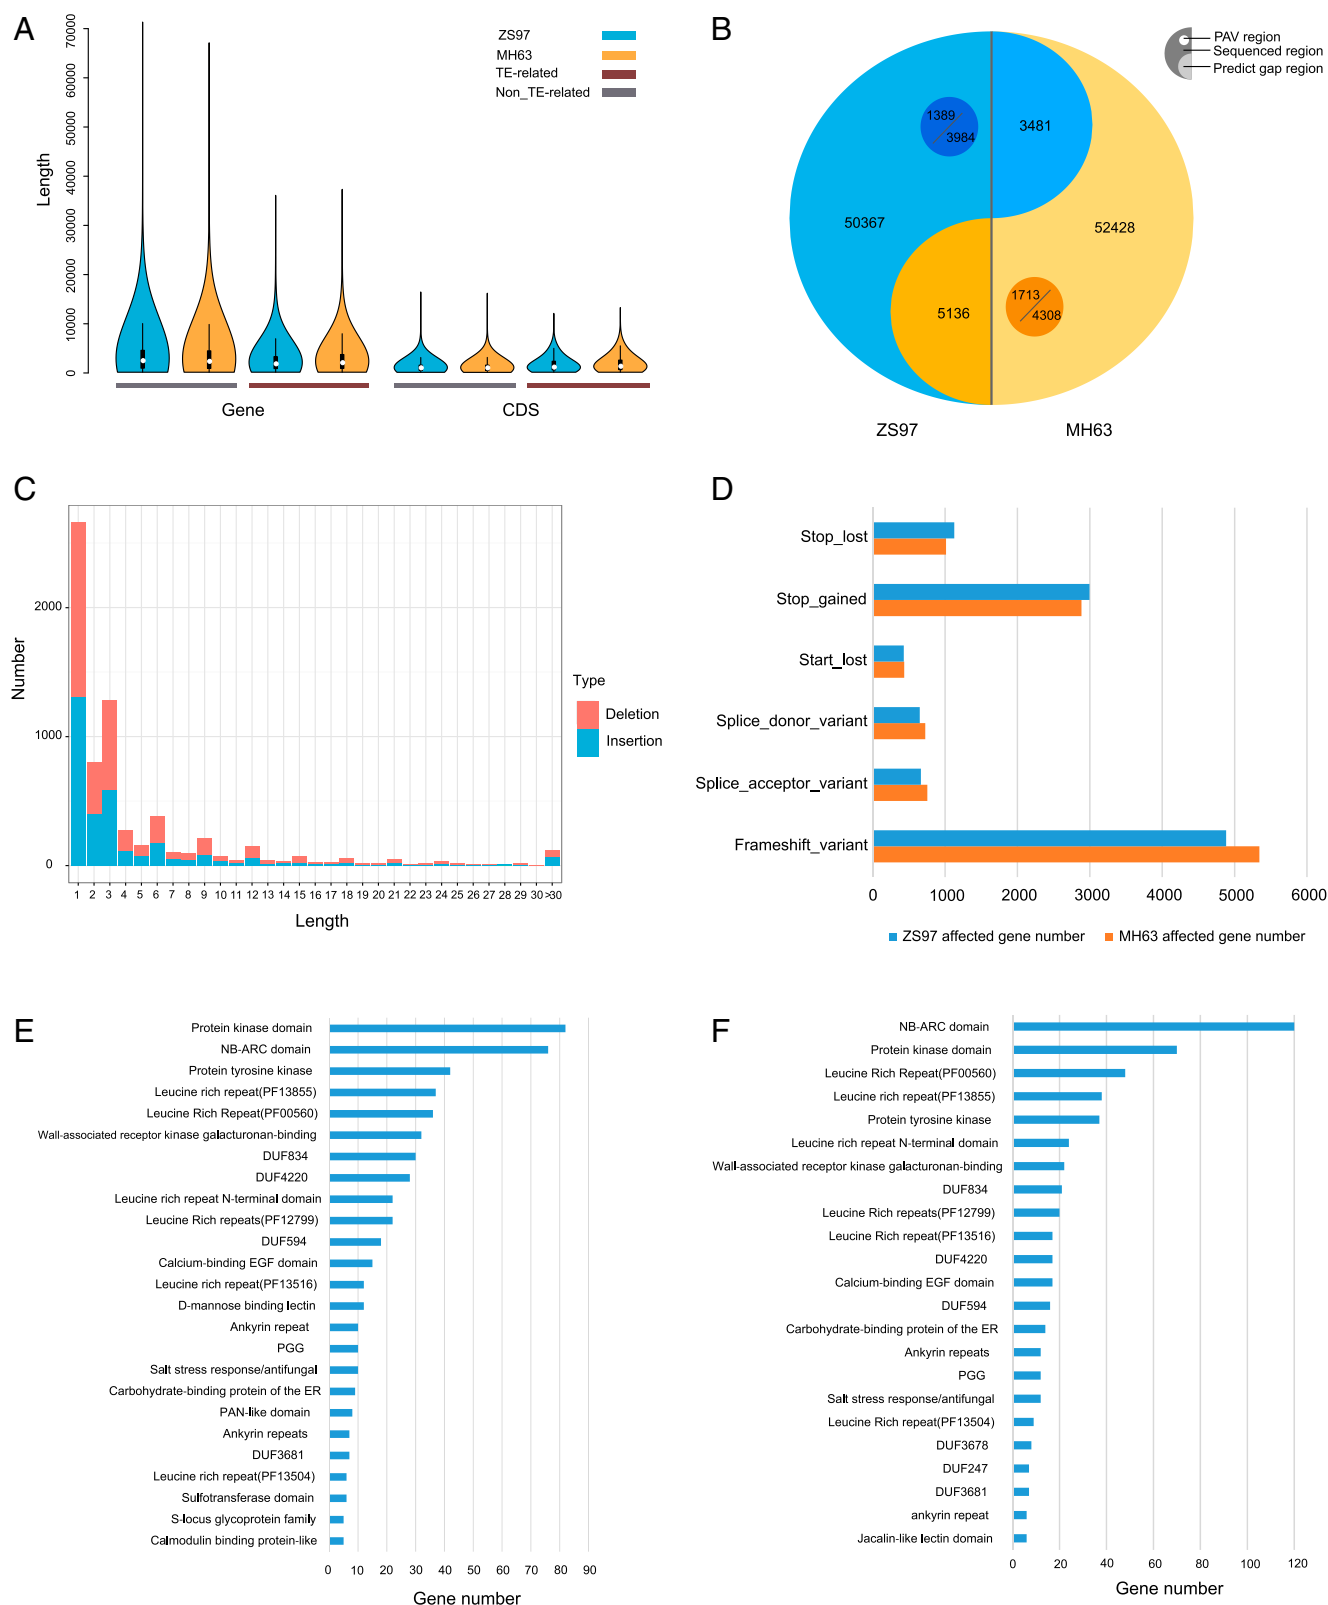 A
ZS97
MH63
TE-related
Non_TE-related
Length
70000
60000
50000
40000
30000
20000
10000
0
Gene
CDS
B
PAV region
Sequenced region
Predict gap region
1389
3984
3481
50367
52428
5136
1713
4308
ZS97
MH63
C
Number
2000
1000
0
1 2 3 4 5 6 7 8 9 10 11 12 13 14 15 16 17 18 19 20 21 22 23 24 25 26 27 28 29 30 >30
Length
Type
Deletion
Insertion
D
Stop_lost
Stop_gained
Start_lost
Splice_donor_variant
Splice_acceptor_variant
Frameshift_variant
0 1000 2000 3000 4000 5000 6000
ZS97 affected gene number
MH63 affected gene number
E
Protein kinase domain
NB-ARC domain
Protein tyrosine kinase
Leucine rich repeat(PF13855)
Leucine Rich Repeat(PF00560)
Wall-associated receptor kinase galacturonan-binding
DUF834
DUF4220
Leucine rich repeat N-terminal domain
Leucine Rich repeats(PF12799)
DUF594
Calcium-binding EGF domain
Leucine rich repeat(PF13516)
D-mannose binding lectin
Ankyrin repeat
PGG
Salt stress response/antifungal
Carbohydrate-binding protein of the ER
PAN-like domain
Ankyrin repeats
DUF3681
Leucine rich repeat(PF13504)
Sulfotransferase domain
S-locus glycoprotein family
Calmodulin binding protein-like
0 10 20 30 40 50 60 70 80 90
Gene number
F
NB-ARC domain
Protein kinase domain
Leucine Rich Repeat(PF00560)
Leucine rich repeat(PF13855)
Protein tyrosine kinase
Leucine rich repeat N-terminal domain
Wall-associated receptor kinase galacturonan-binding
DUF834
Leucine Rich repeats(PF12799)
Leucine Rich repeat(PF13516)
DUF4220
Calcium-binding EGF domain
DUF594
Carbohydrate-binding protein of the ER
Ankyrin repeats
PGG
Salt stress response/antifungal
Leucine Rich repeat(PF13504)
DUF3678
DUF247
DUF3681
ankyrin repeat
Jacalin-like lectin domain
0 20 40 60 80 100 120
Gene number